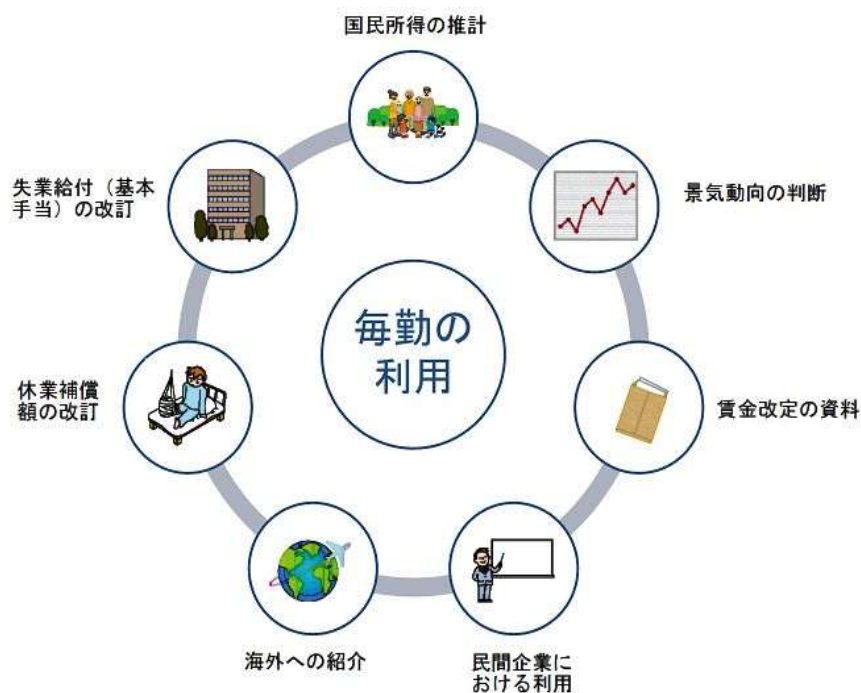 国民所得の推計
景気動向の判断
賃金改定の資料
民間企業に
おける利用
海外への紹介
休業補償
額の改訂
失業給付（基本
手当）の改訂
毎勤の
利用